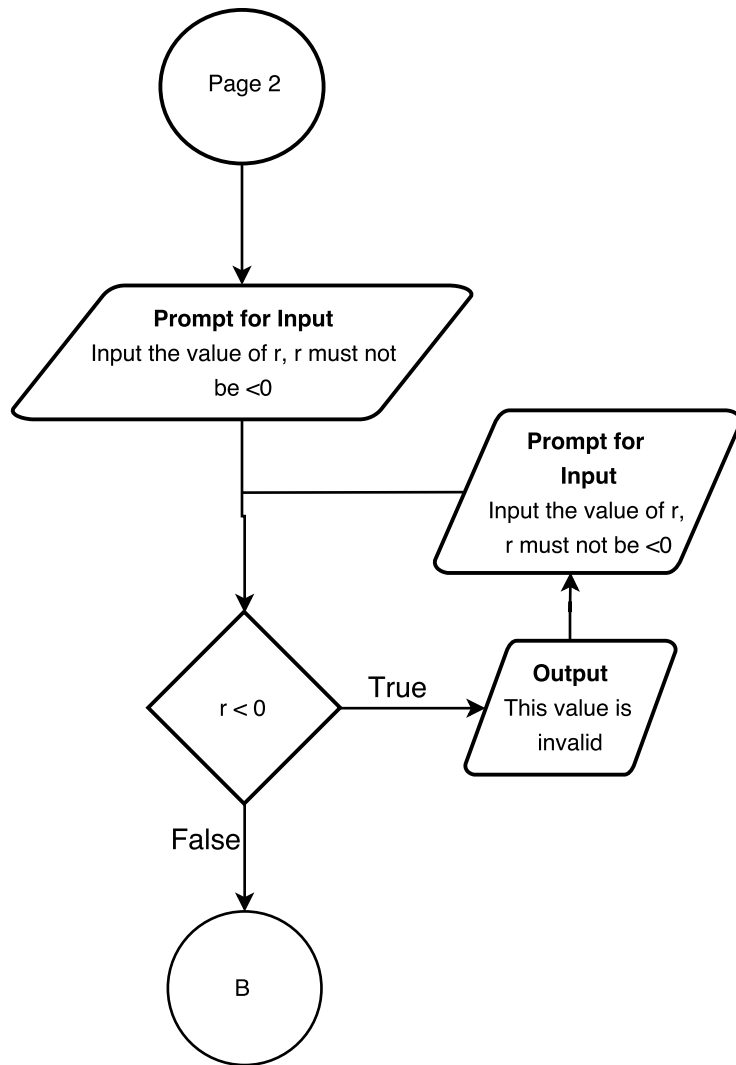 Page 2
Prompt for Input
Input the value of r, r must not
be <0
Prompt for
Input
Input the value of r,
r must not be <0
r < 0
True
Output
This value is
invalid
False
B